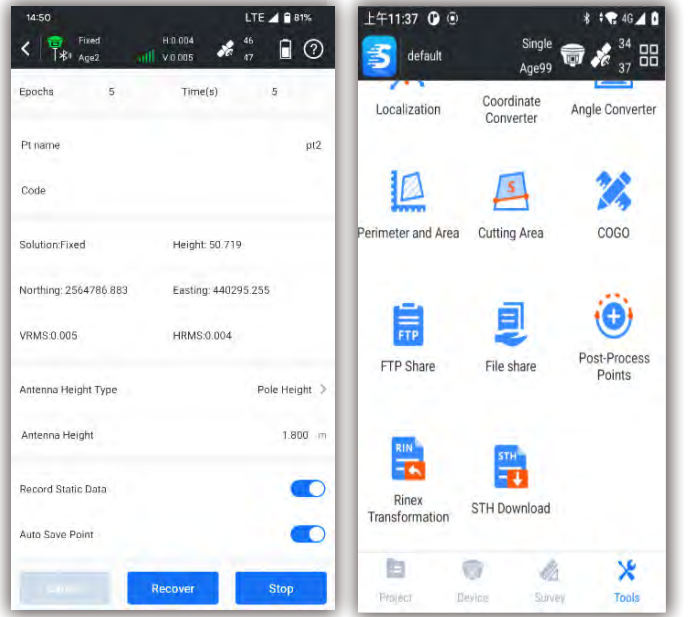 14:50
LTE 81%
Fixed
Age2
H:0.004
V:0.005
46
47
Epochs 5 Time(s) 5
Pt name pt2
Code
Solution:Fixed Height: 50.719
Northing: 2564786.883 Easting: 440295.255
VRMS:0.005 HRMS:0.004
Antenna Height Type Pole Height
Antenna Height 1.800 m
Record Static Data
Auto Save Point
Recover Stop
上午11:37
4G
default
Single
Age99
34
37
Localization
Coordinate
Converter
Angle Converter
S
Perimeter and Area Cutting Area COGO
FTP
FTP Share File share
Post-Process
Points
RIN STH
Rinex
Transformation
STH Download
Project Device Survey Tools